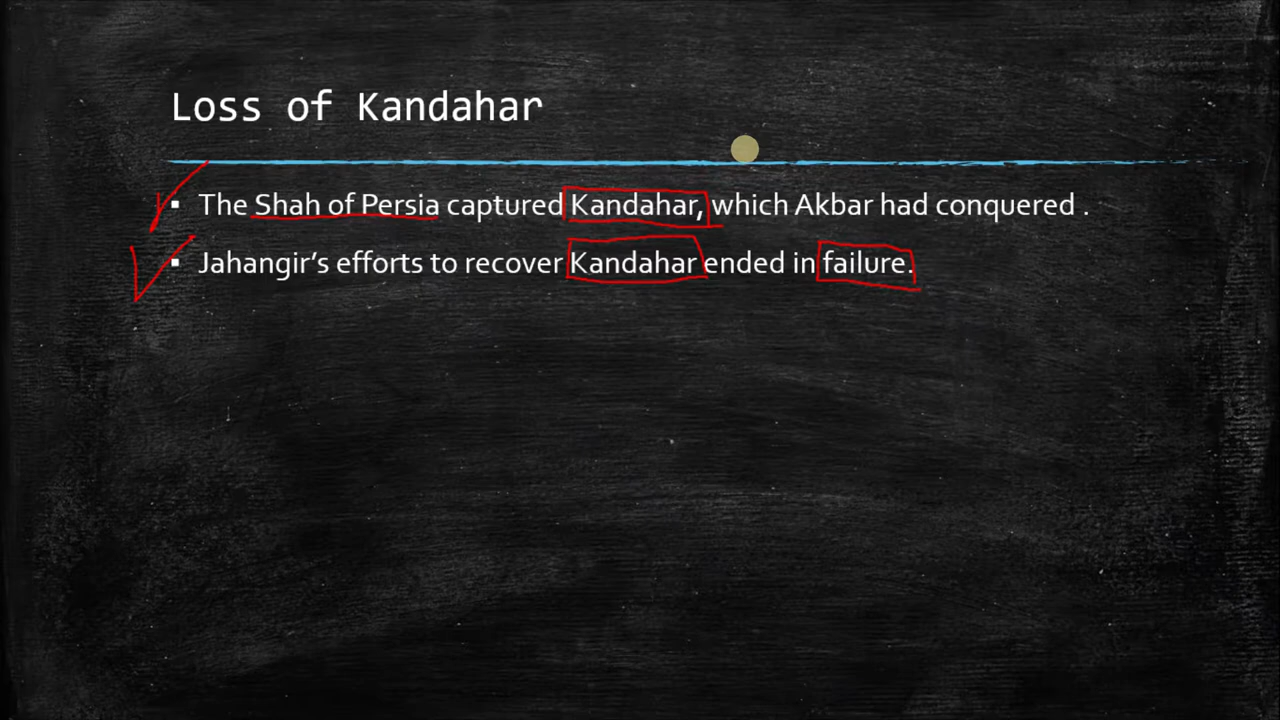 Loss of Kandahar
▪ The Shah of Persia captured Kandahar, which Akbar had conquered .
▪ Jahangir’s efforts to recover Kandahar ended in failure.